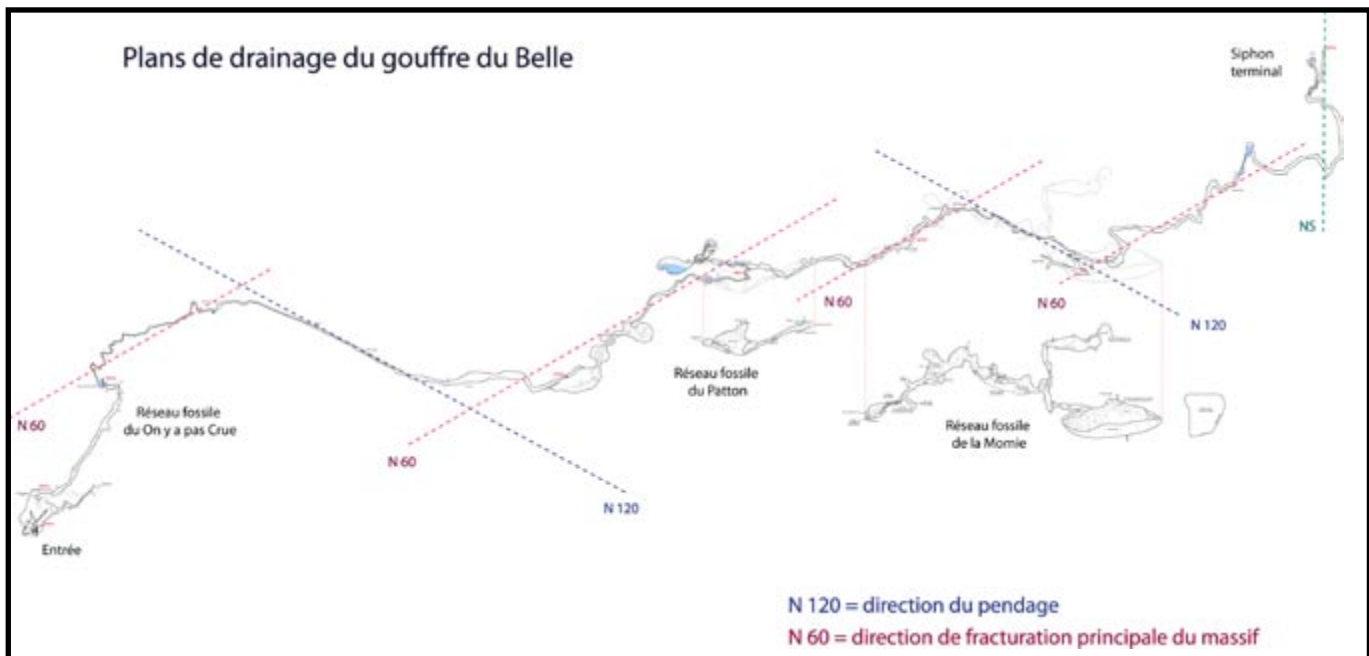 Plans de drainage du gouffre du Belle
Siphon
terminal
NS
N 60
N 60
N 120
N 60
Réseau fossile
du On y a pas Crue
Réseau fossile
du Patton
Réseau fossile
de la Momie
N 60
N 120
Entrée
N 120 = direction du pendage
N 60 = direction de fracturation principale du massif